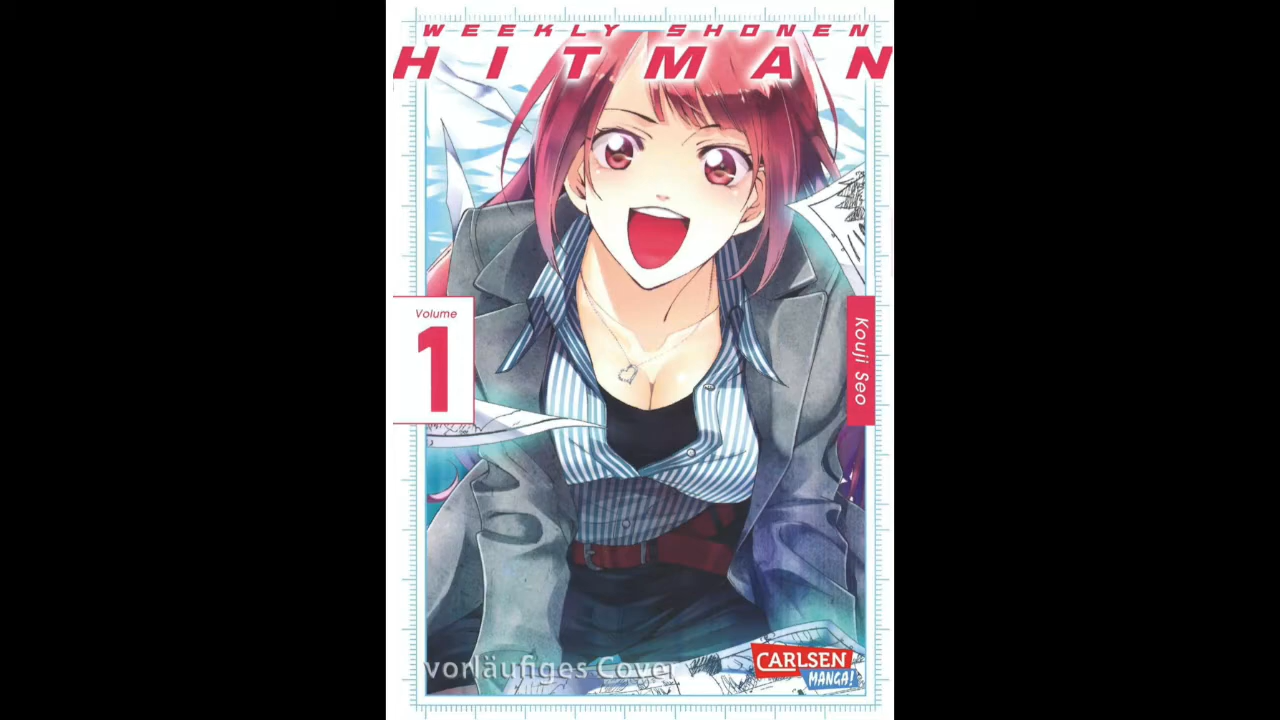 WEEKLY SHONEN
HITMAN
Volume
1
Kouji Seo
vorläufiges Cover
CARLSEN
MANGA!